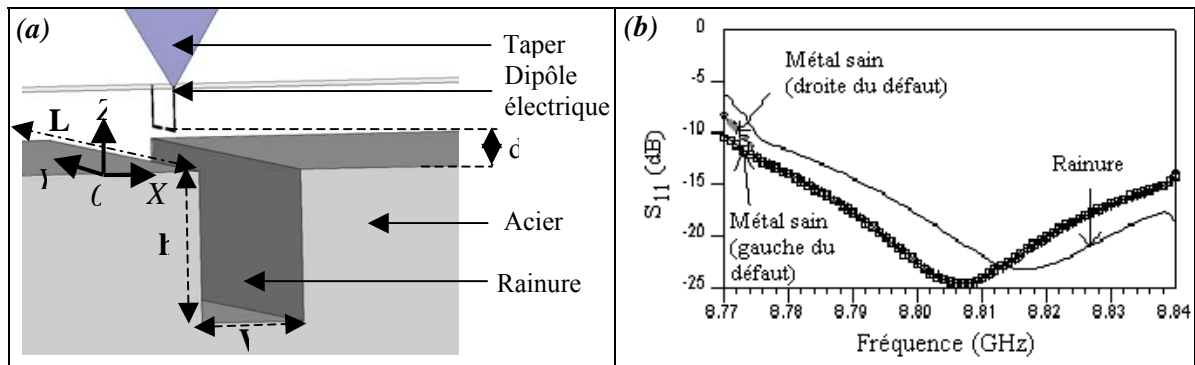 (a)
Taper
Dipôle
électrique
L
Z
d
X
Acier
Rainure
(b)
0
-5
-10
-15
-20
-25
S11 (dB)
Métal sain
(droite du défaut)
Rainure
Métal sain
(gauche du
défaut)
8.77 8.78 8.79 8.80 8.81 8.82 8.83 8.84
Fréquence (GHz)